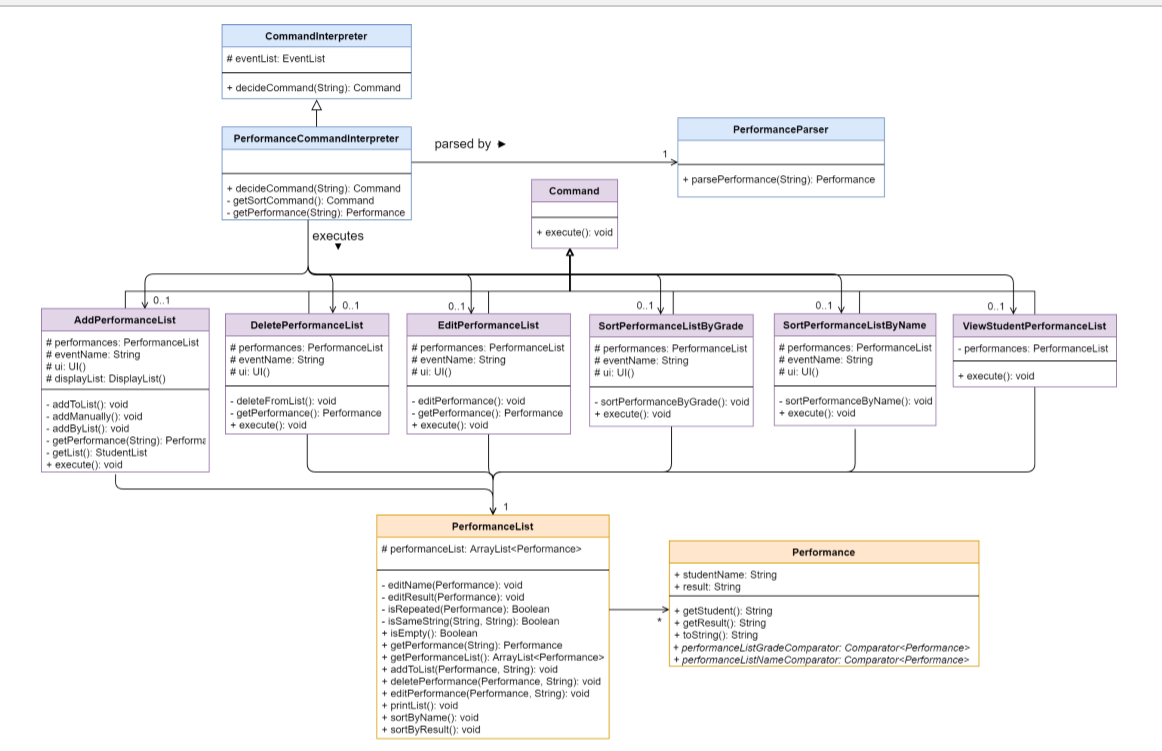 CommandInterpreter
# eventList: EventList
+ decideCommand(String): Command
PerformanceCommandInterpreter
+ decideCommand(String): Command
- getSortCommand(): Command
- getPerformance(String): Performance
parsed by ►
1
PerformanceParser
+ parsePerformance(String): Performance
Command
+ execute(): void
executes
▼
0..1
0..1
0..1
0..1
0..1
0..1
AddPerformanceList
# performances: PerformanceList
# eventName: String
# ui: UI()
# displayList: DisplayList()
- addToList(): void
- addManually(): void
- addByList(): void
- getPerformance(String): Performa
- getList(): StudentList
+ execute(): void
DeletePerformanceList
# performances: PerformanceList
# eventName: String
# ui: UI()
- deleteFromList(): void
- getPerformance(): Performance
+ execute(): void
EditPerformanceList
# performances: PerformanceList
# eventName: String
# ui: UI()
- editPerformance(): void
- getPerformance(): Performance
+ execute(): void
SortPerformanceListByGrade
# performances: PerformanceList
# eventName: String
# ui: UI()
- sortPerformanceByGrade(): void
+ execute(): void
SortPerformanceListByName
# performances: PerformanceList
# eventName: String
# ui: UI()
- sortPerformanceByName(): void
+ execute(): void
ViewStudentPerformanceList
- performances: PerformanceList
+ execute(): void
1
PerformanceList
# performanceList: ArrayList<Performance>
- editName(Performance): void
- editResult(Performance): void
- isRepeated(Performance): Boolean
- isSameString(String, String): Boolean
+ isEmpty(): Boolean
+ getPerformance(String): Performance
+ getPerformanceList(): ArrayList<Performance>
+ addToList(Performance, String): void
+ deletePerformance(Performance, String): void
+ editPerformance(Performance, String): void
+ printList(): void
+ sortByName(): void
+ sortByResult(): void
*
Performance
+ studentName: String
+ result: String
+ getStudent(): String
+ getResult(): String
+ toString(): String
+ performanceListGradeComparator: Comparator<Performance>
+ performanceListNameComparator: Comparator<Performance>